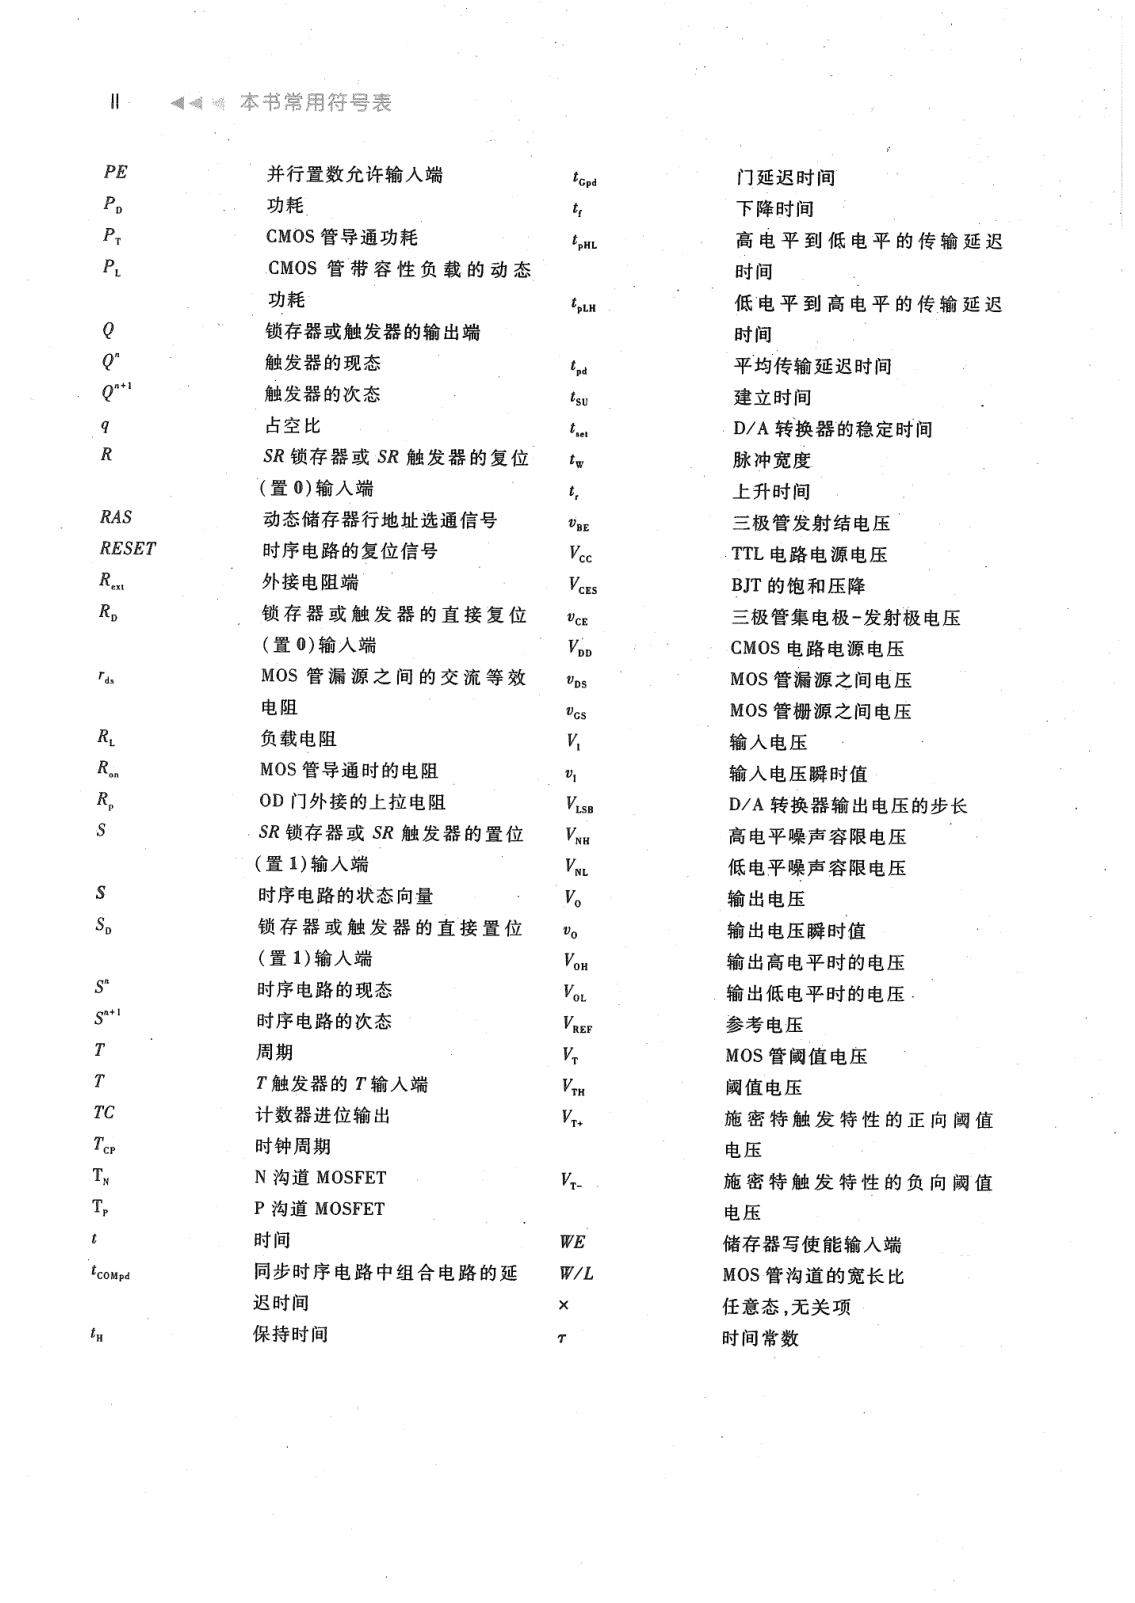 II 本书常用符号表
PE 并行置数允许输入端
P_D 功耗
P_T CMOS 管导通功耗
P_L CMOS 管带容性负载的动态
功耗
Q 锁存器或触发器的输出端
Q^n 触发器的现态
Q^{n+1} 触发器的次态
q 占空比
R SR 锁存器或 SR 触发器的复位
(置 0)输入端
RAS 动态储存器行地址选通信号
RESET 时序电路的复位信号
R_ext 外接电阻端
R_D 锁存器或触发器的直接复位
(置 0)输入端
r_ds MOS 管漏源之间的交流等效
电阻
R_L 负载电阻
R_on MOS 管导通时的电阻
R_p OD 门外接的上拉电阻
S SR 锁存器或 SR 触发器的置位
(置 1)输入端
S 时序电路的状态向量
S_D 锁存器或触发器的直接置位
(置 1)输入端
S^n 时序电路的现态
S^{n+1} 时序电路的次态
T 周期
T T 触发器的 T 输入端
TC 计数器进位输出
T_CP 时钟周期
T_N N 沟道 MOSFET
T_P P 沟道 MOSFET
t 时间
t_COMpd 同步时序电路中组合电路的延
迟时间
t_H 保持时间
t_Gpd 门延迟时间
t_f 下降时间
t_pHL 高电平到低电平的传输延迟
时间
t_pLH 低电平到高电平的传输延迟
时间
t_pd 平均传输延迟时间
t_SU 建立时间
t_set D/A 转换器的稳定时间
t_W 脉冲宽度
t_r 上升时间
v_BE 三极管发射结电压
V_CC TTL 电路电源电压
V_CES BJT 的饱和压降
v_CE 三极管集电极-发射极电压
V_DD CMOS 电路电源电压
v_DS MOS 管漏源之间电压
v_GS MOS 管栅源之间电压
V_I 输入电压
v_I 输入电压瞬时值
V_LSB D/A 转换器输出电压的步长
V_NH 高电平噪声容限电压
V_NL 低电平噪声容限电压
V_O 输出电压
v_O 输出电压瞬时值
V_OH 输出高电平时的电压
V_OL 输出低电平时的电压
V_REF 参考电压
V_T MOS 管阈值电压
V_TH 阈值电压
V_T+ 施密特触发特性的正向阈值
电压
V_T- 施密特触发特性的负向阈值
电压
WE 储存器写使能输入端
W/L MOS 管沟道的宽长比
× 任意态,无关项
τ 时间常数